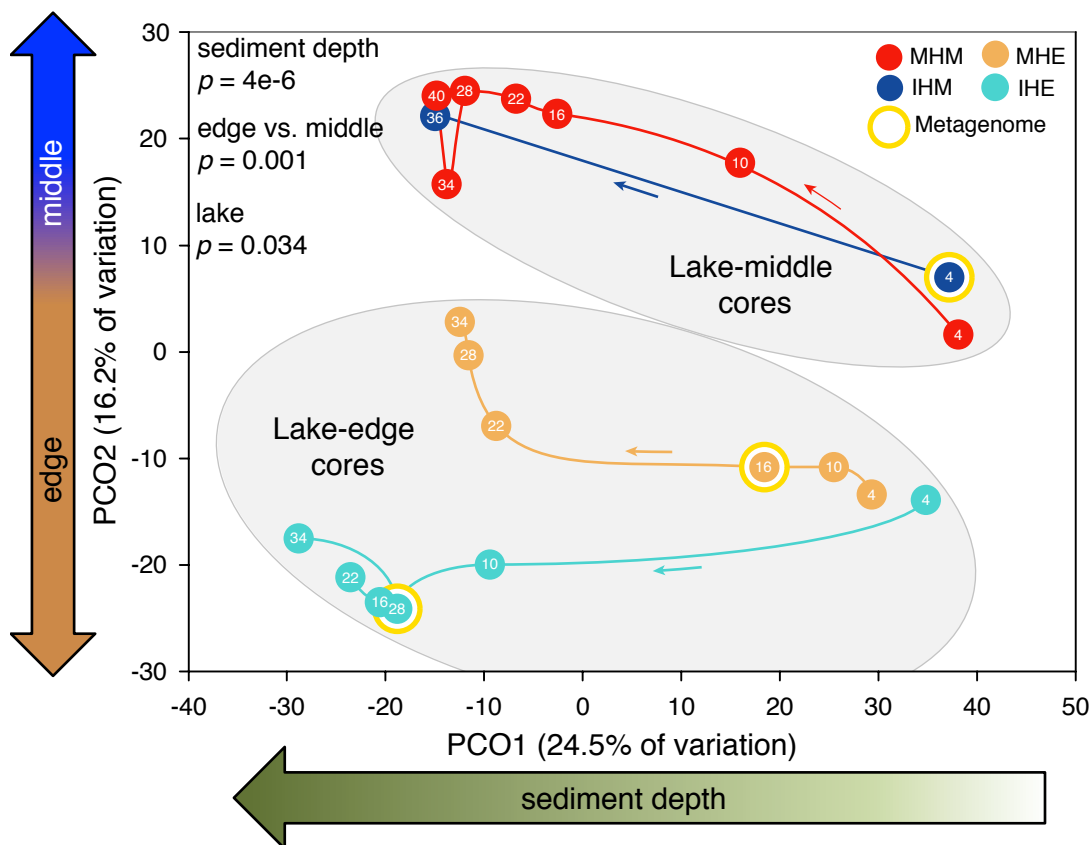 sediment depth
p = 4e-6
edge vs. middle
p = 0.001
lake
p = 0.034
MHM
MHE
IHM
IHE
Metagenome
40
28
22
16
36
34
10
4
4
Lake-middle
cores
34
28
22
16
10
4
4
Lake-edge
cores
34
22
16
28
10
middle
edge
PCO2 (16.2% of variation)
30
20
10
0
-10
-20
-30
-40
-30
-20
-10
0
10
20
30
40
50
PCO1 (24.5% of variation)
sediment depth